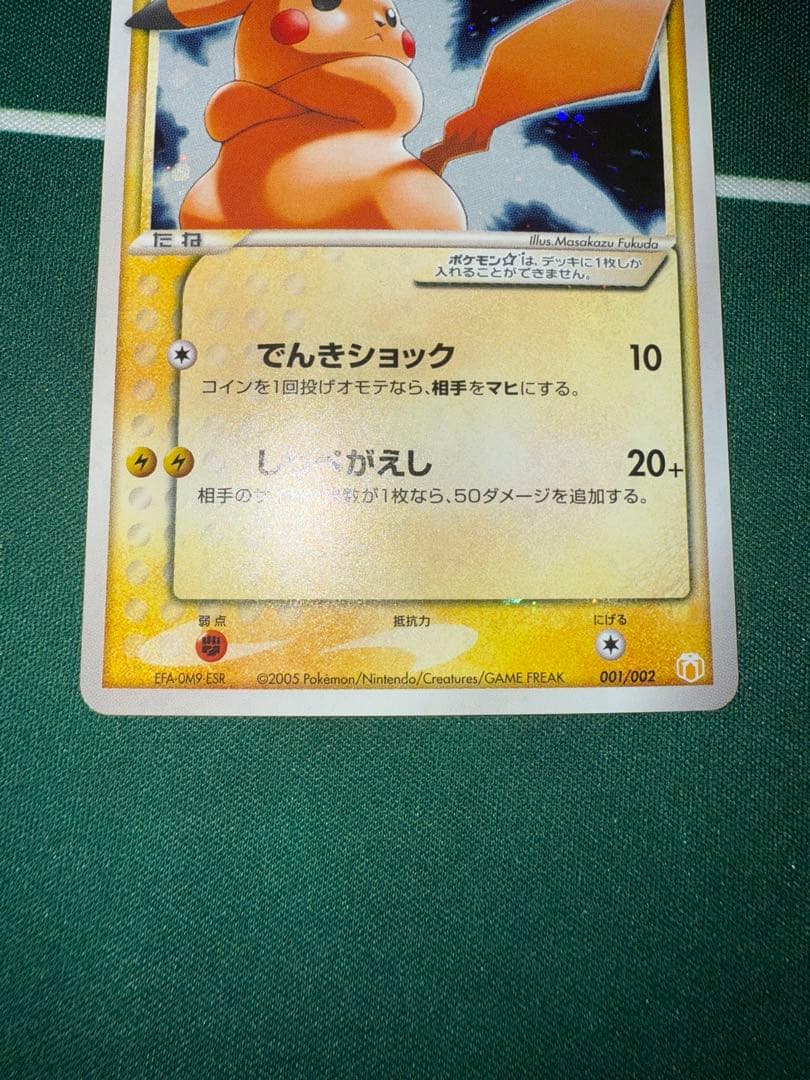 たね
Illus.Masakazu Fukuda
ポケモン☆は、デッキに1枚しか
入れることができません。
でんきショック 10
コインを1回投げオモテなら、相手をマヒにする。
がえし 20+
相手の 数が1枚なら、50ダメージを追加する。
弱点 抵抗力 にげる
EFA-0M9-ESR ©2005 Pokémon/Nintendo/Creatures/GAME FREAK 001/002